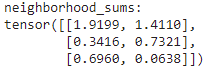 neighborhood_sums:
tensor([[1.9199, 1.4110],
        [0.3416, 0.7321],
        [0.6960, 0.0638]])